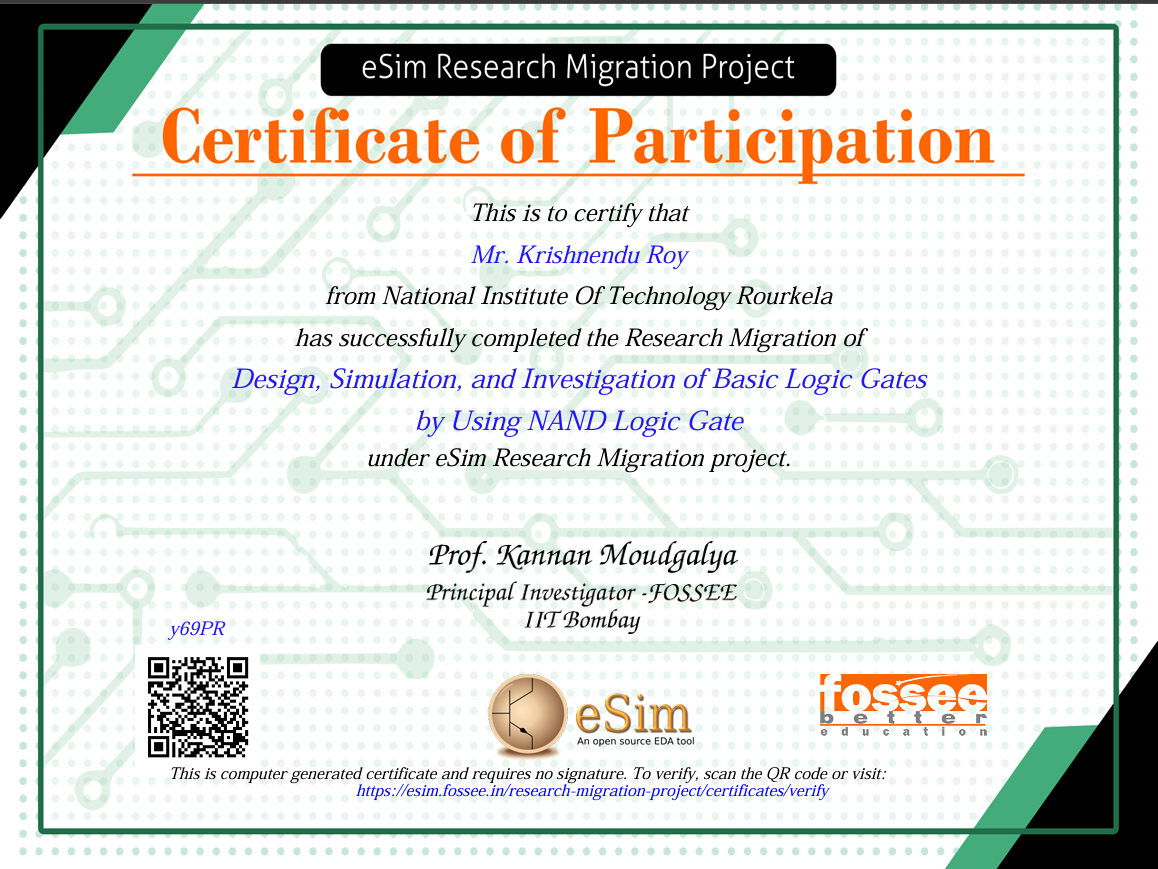 eSim Research Migration Project
Certificate of Participation
This is to certify that
Mr. Krishnendu Roy
from National Institute Of Technology Rourkela
has successfully completed the Research Migration of
Design, Simulation, and Investigation of Basic Logic Gates
by Using NAND Logic Gate
under eSim Research Migration project.
Prof. Kannan Moudgalya
Principal Investigator -FOSSEE
IIT Bombay
y69PR
eSim
An open source EDA tool
fossee
better
education
This is computer generated certificate and requires no signature. To verify, scan the QR code or visit:
https://esim.fossee.in/research-migration-project/certificates/verify